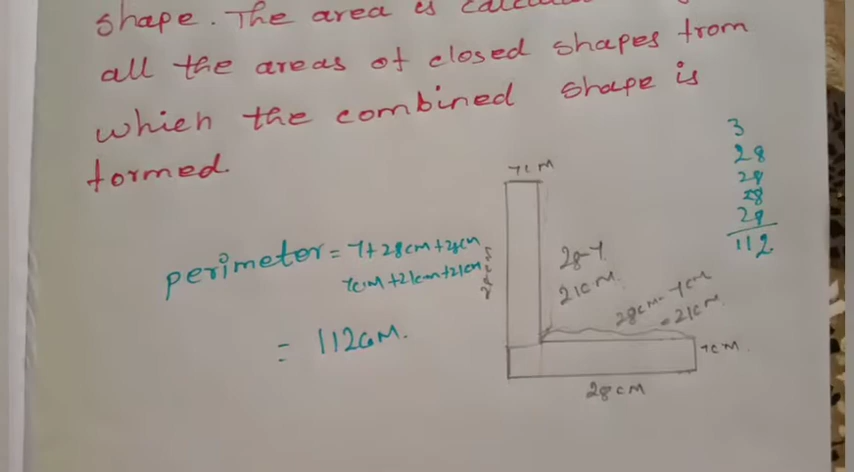 shape. The area is
all the areas of closed shapes from
which the combined shape is
formed.
7cM
3
28
28
28
28
112
perimeter = 7+28cm+28cm
7cm+21cm+21cm
= 112cM.
28cm
28-7
21cM.
28cm-7cm
=21cm
7cM.
28cM